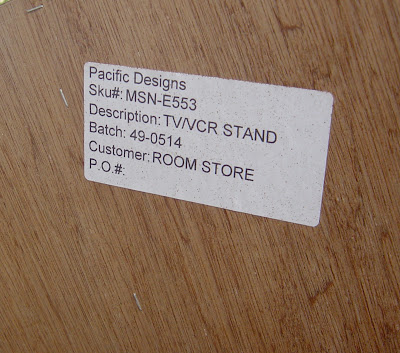 Pacific Designs
Sku#: MSN-E553
Description: TV/VCR STAND
Batch: 49-0514
Customer: ROOM STORE
P.O.#: